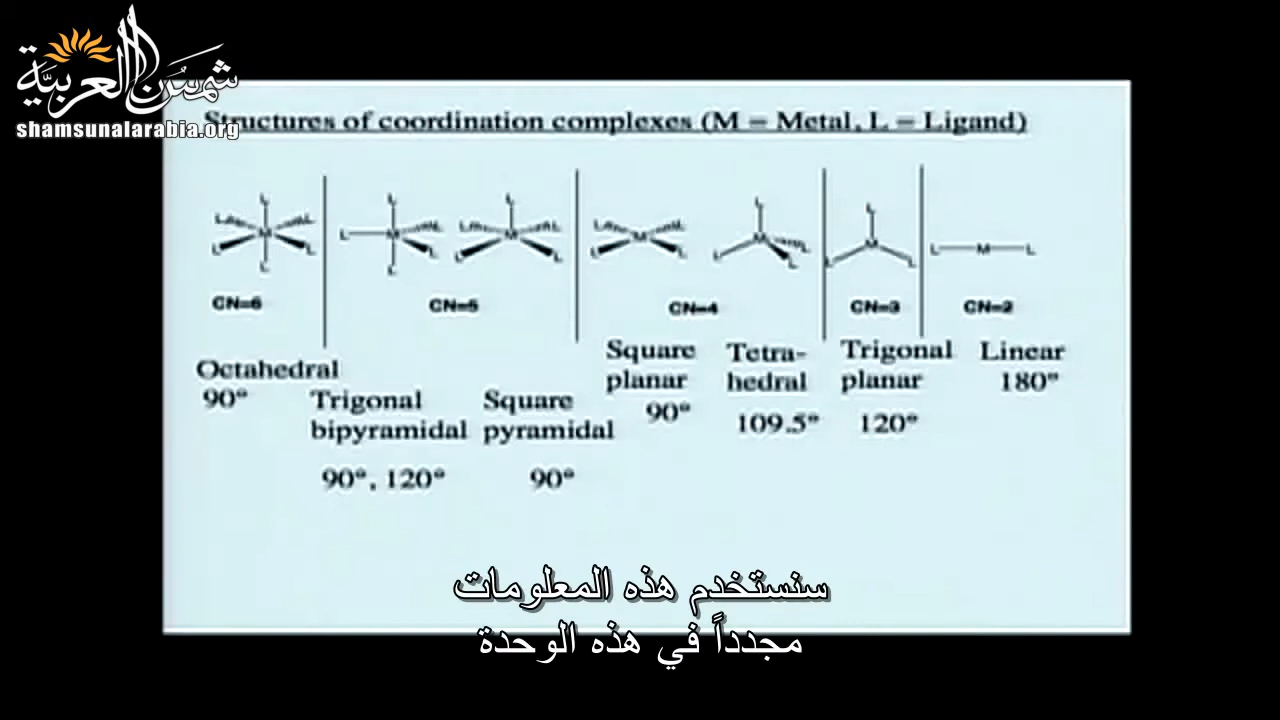 شمس العربية
shamsunalarabia.org
Structures of coordination complexes (M = Metal, L = Ligand)
L L L M L L L
L L M L L L
L L L M L L
L L M L L
L M L L L
L M L L
L M L
CN=6
CN=5
CN=4
CN=3
CN=2
Octahedral
90°
Trigonal
bipyramidal
90°, 120°
Square
pyramidal
90°
Square
planar
90°
Tetra-
hedral
109.5°
Trigonal
planar
120°
Linear
180°
سنستخدم هذه المعلومات
مجدداً في هذه الوحدة